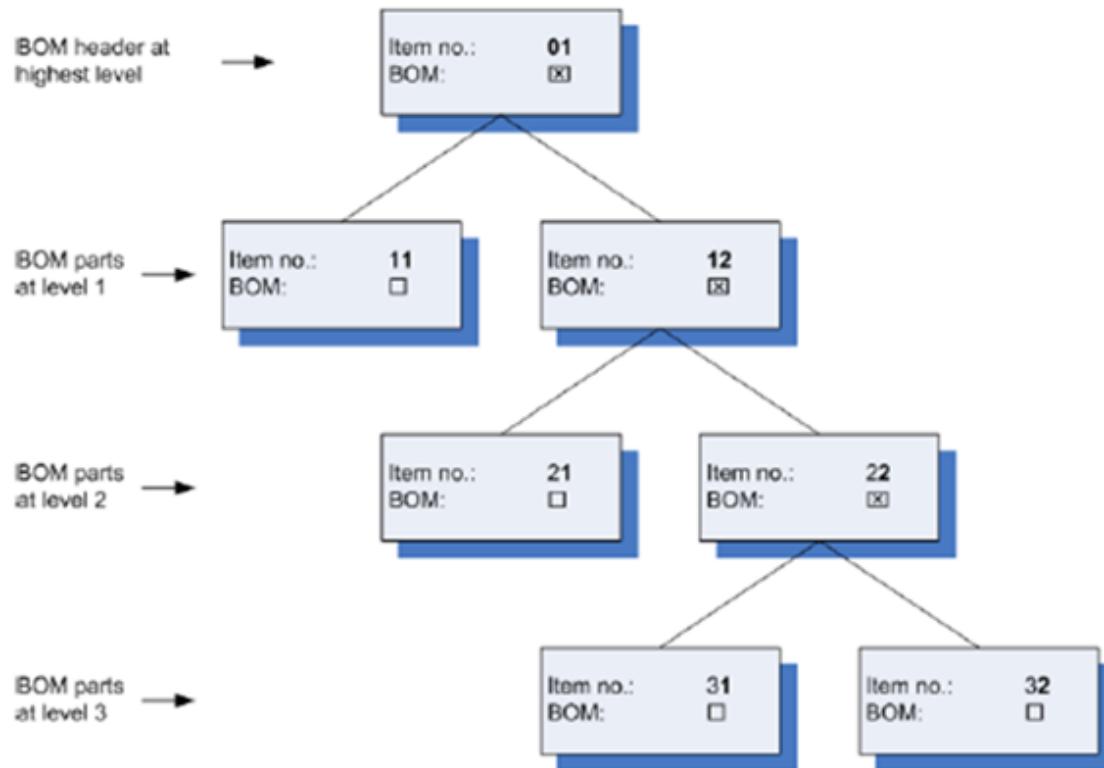 BOM header at
highest level
Item no.: 01
BOM: ☒
BOM parts
at level 1
Item no.: 11
BOM: ☐
Item no.: 12
BOM: ☒
BOM parts
at level 2
Item no.: 21
BOM: ☐
Item no.: 22
BOM: ☒
BOM parts
at level 3
Item no.: 31
BOM: ☐
Item no.: 32
BOM: ☐